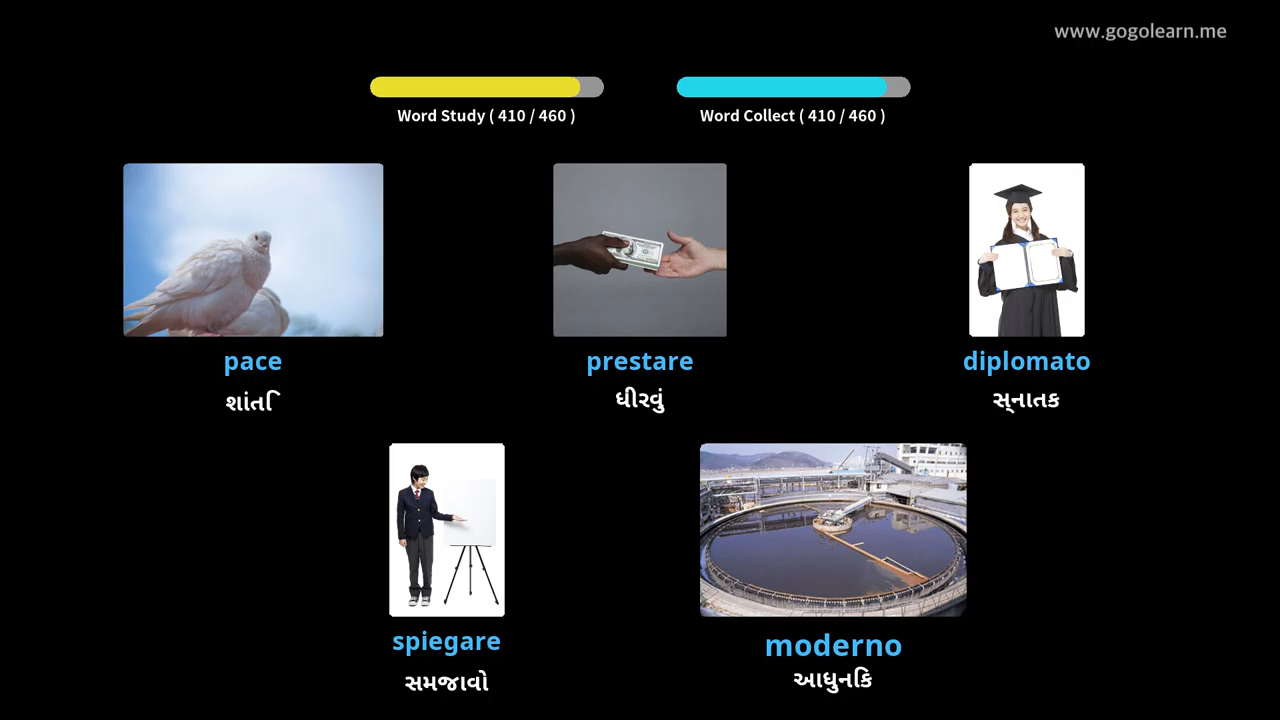 www.gogolearn.me
Word Study ( 410 / 460 )
Word Collect ( 410 / 460 )
pace
શાંતિ
prestare
ધીરવું
diplomato
સ્નાતક
spiegare
સમજાવો
moderno
આધુનિક